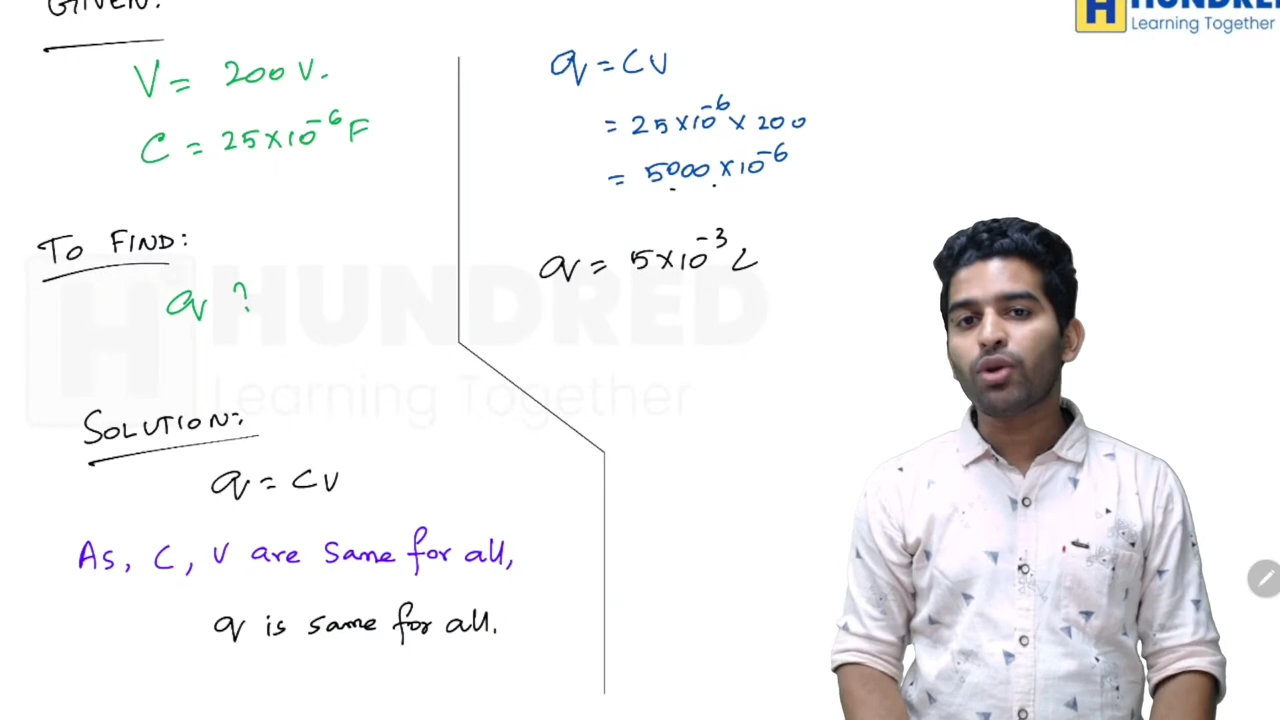 GIVEN:
V = 200 V.
C = 25×10⁻⁶ F
TO FIND:
q ?
SOLUTION:
q = CV
As, C, V are same for all,
q is same for all.
q = CV
= 25×10⁻⁶ × 200
= 5000 × 10⁻⁶
q = 5×10⁻³ C
HUNDRED
Learning Together
H HUNDRED
Learning Together